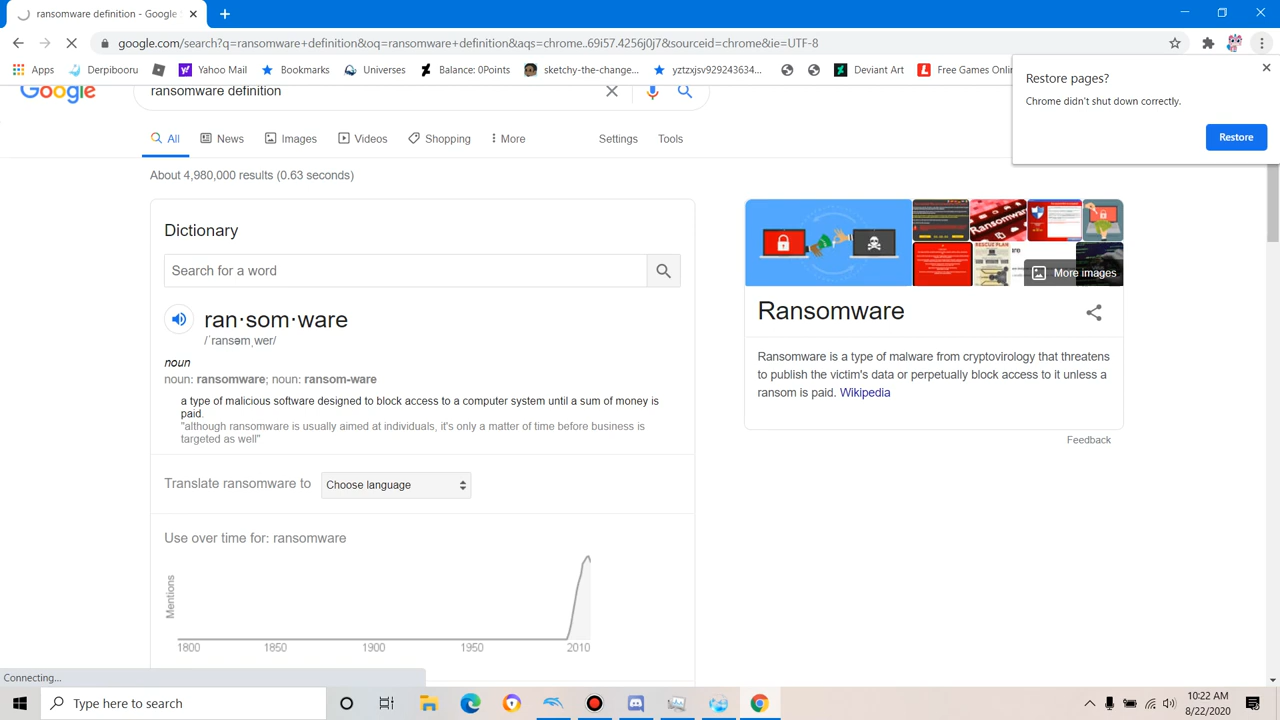 ransomware definition - Google
google.com/search?q=ransomware+definition&oq=ransomware+definition&aqs=chrome..69i57.4256j0j7&sourceid=chrome&ie=UTF-8
Apps Derpibooru Yahoo Mail Bookmarks Universes Balance: 0Points sketchy-the-change... yztzxjsv929243634... Deviant Art Free Games Onli
Restore pages?
Chrome didn't shut down correctly.
Restore
Google
ransomware definition
All News Images Videos Shopping More Settings Tools
About 4,980,000 results (0.63 seconds)
Dictionary
Search for a word
ran·som·ware
/ˈransəmˌwer/
noun
noun: ransomware; noun: ransom-ware
a type of malicious software designed to block access to a computer system until a sum of money is
paid.
"although ransomware is usually aimed at individuals, it's only a matter of time before business is
targeted as well"
Translate ransomware to Choose language
Use over time for: ransomware
Mentions
1800 1850 1900 1950 2010
Ransomware
RESCUE PLAN
More images
Ransomware
Ransomware is a type of malware from cryptovirology that threatens
to publish the victim's data or perpetually block access to it unless a
ransom is paid. Wikipedia
Feedback
Connecting...
Type here to search
10:22 AM
8/22/2020